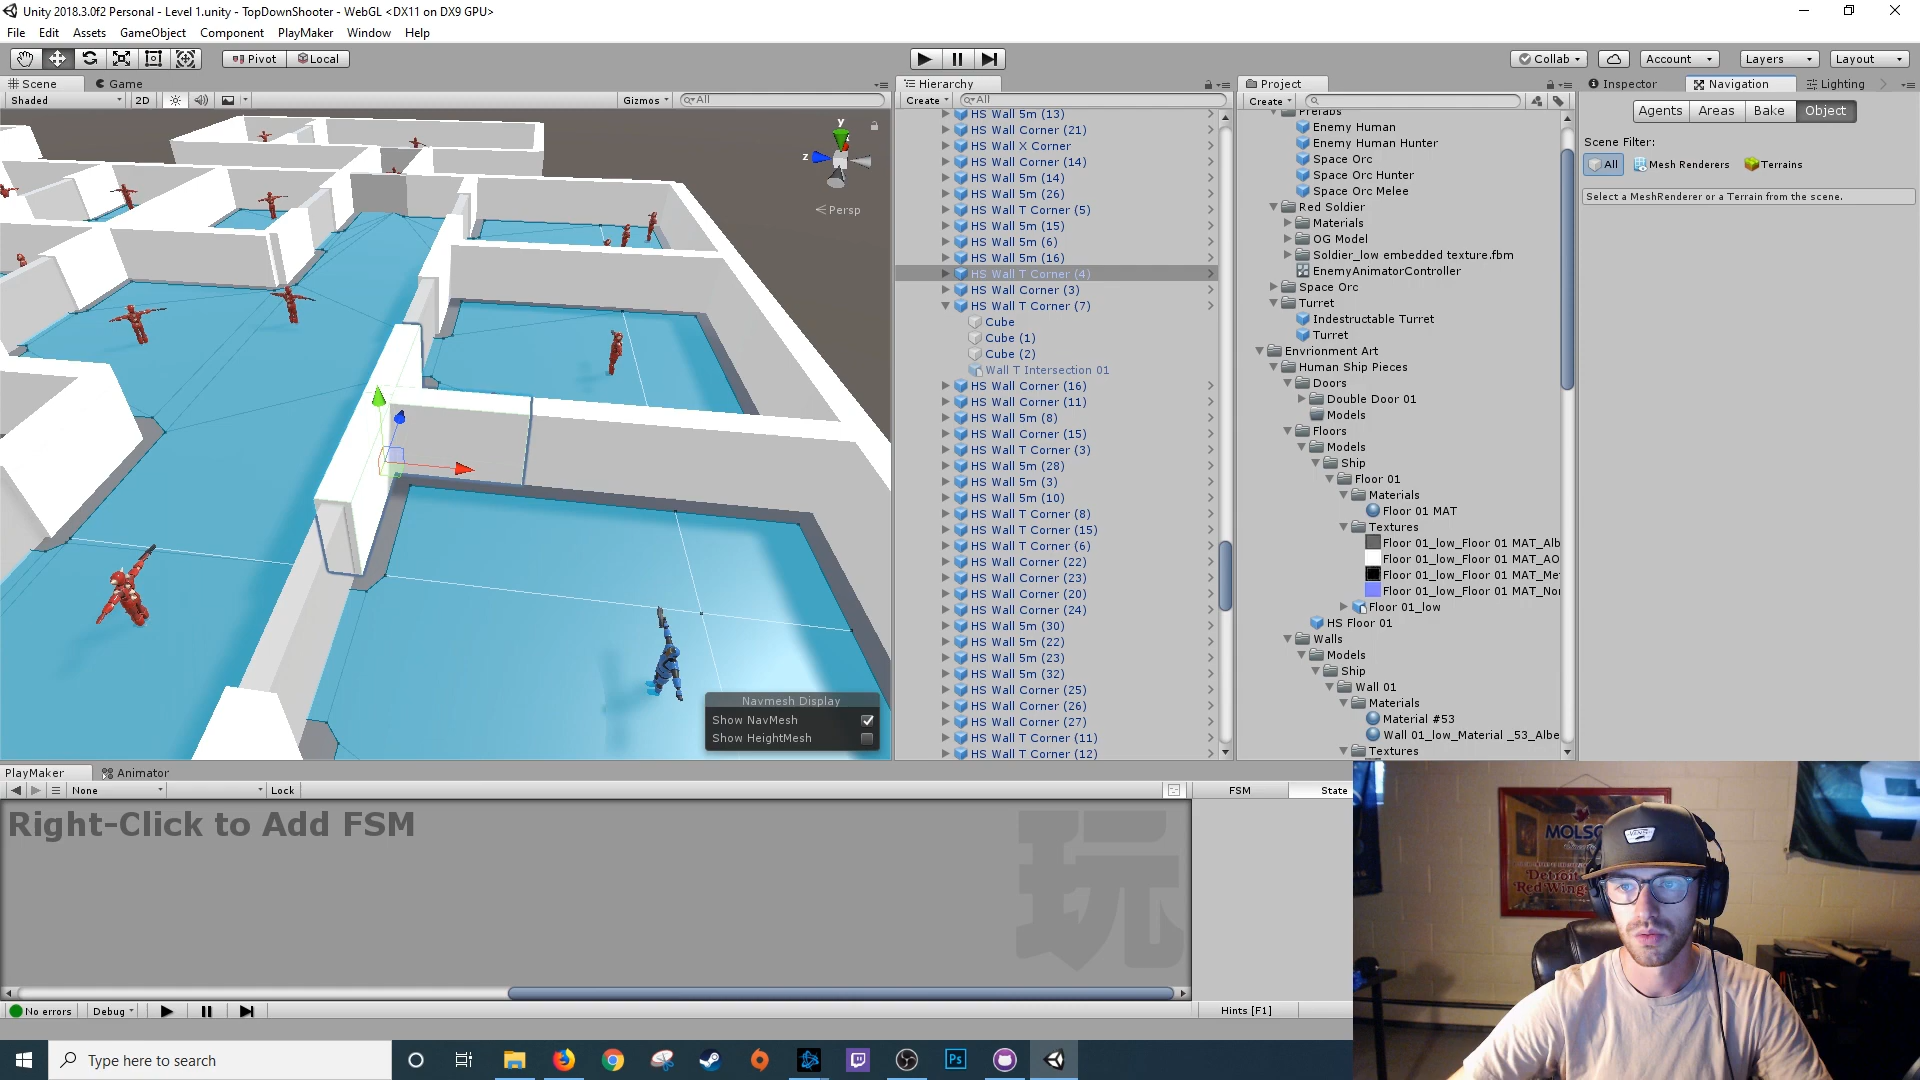 Unity 2018.3.0f2 Personal - Level 1.unity - TopDownShooter - WebGL <DX11 on DX9 GPU>
File Edit Assets GameObject Component PlayMaker Window Help
Pivot Local
Collab Account Layers Layout
Scene Game
Shaded 2D Gizmos All
y
z
Persp
Navmesh Display
Show NavMesh
Show HeightMesh
Hierarchy
Create All
HS Wall 5m (13)
HS Wall Corner (21)
HS Wall X Corner
HS Wall Corner (14)
HS Wall 5m (14)
HS Wall 5m (26)
HS Wall T Corner (5)
HS Wall 5m (15)
HS Wall 5m (6)
HS Wall 5m (16)
HS Wall T Corner (4)
HS Wall Corner (3)
HS Wall T Corner (7)
Cube
Cube (1)
Cube (2)
Wall T Intersection 01
HS Wall Corner (16)
HS Wall Corner (11)
HS Wall 5m (8)
HS Wall Corner (15)
HS Wall T Corner (3)
HS Wall 5m (28)
HS Wall 5m (3)
HS Wall 5m (10)
HS Wall T Corner (8)
HS Wall T Corner (15)
HS Wall T Corner (6)
HS Wall Corner (22)
HS Wall Corner (23)
HS Wall Corner (20)
HS Wall Corner (24)
HS Wall 5m (30)
HS Wall 5m (22)
HS Wall 5m (23)
HS Wall 5m (32)
HS Wall Corner (25)
HS Wall Corner (26)
HS Wall Corner (27)
HS Wall T Corner (11)
HS Wall T Corner (12)
Project
Create
Prefabs
Enemy Human
Enemy Human Hunter
Space Orc
Space Orc Hunter
Space Orc Melee
Red Soldier
Materials
OG Model
Soldier_low embedded texture.fbm
EnemyAnimatorController
Space Orc
Turret
Indestructable Turret
Turret
Envrionment Art
Human Ship Pieces
Doors
Double Door 01
Models
Floors
Models
Ship
Floor 01
Materials
Floor 01 MAT
Textures
Floor 01_low_Floor 01 MAT_Alb
Floor 01_low_Floor 01 MAT_AO
Floor 01_low_Floor 01 MAT_Me
Floor 01_low_Floor 01 MAT_No
Floor 01_low
HS Floor 01
Walls
Models
Ship
Wall 01
Materials
Material #53
Wall 01_low_Material _53_Albe
Textures
Inspector Navigation Lighting
Agents Areas Bake Object
Scene Filter:
All Mesh Renderers Terrains
Select a MeshRenderer or a Terrain from the scene.
PlayMaker Animator
None Lock
FSM State
Right-Click to Add FSM
玩
No errors Debug
Hints [F1]
MOLSO
Detroit
Red Wings
VANS
Type here to search
Ps